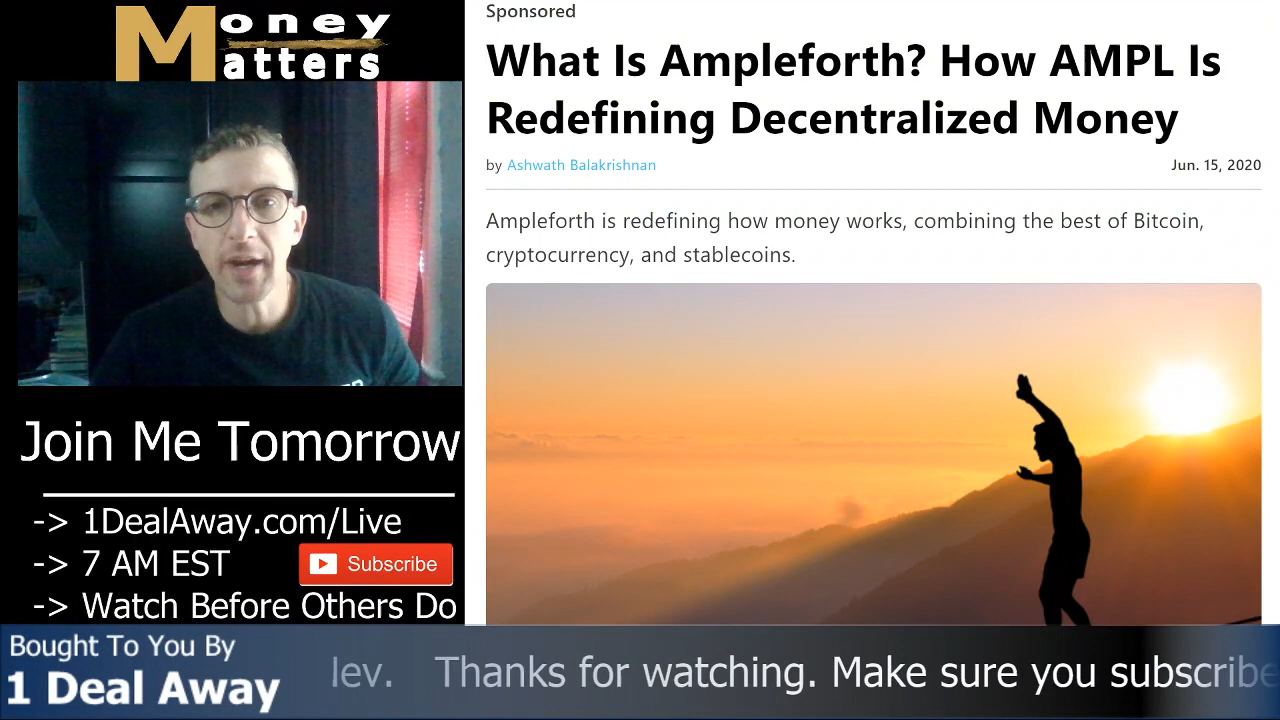 Money
Matters
Join Me Tomorrow
-> 1DealAway.com/Live
-> 7 AM EST
Subscribe
-> Watch Before Others Do
Sponsored
What Is Ampleforth? How AMPL Is
Redefining Decentralized Money
by Ashwath Balakrishnan
Jun. 15, 2020
Ampleforth is redefining how money works, combining the best of Bitcoin,
cryptocurrency, and stablecoins.
Bought To You By
1 Deal Away
lev. Thanks for watching. Make sure you subscribe